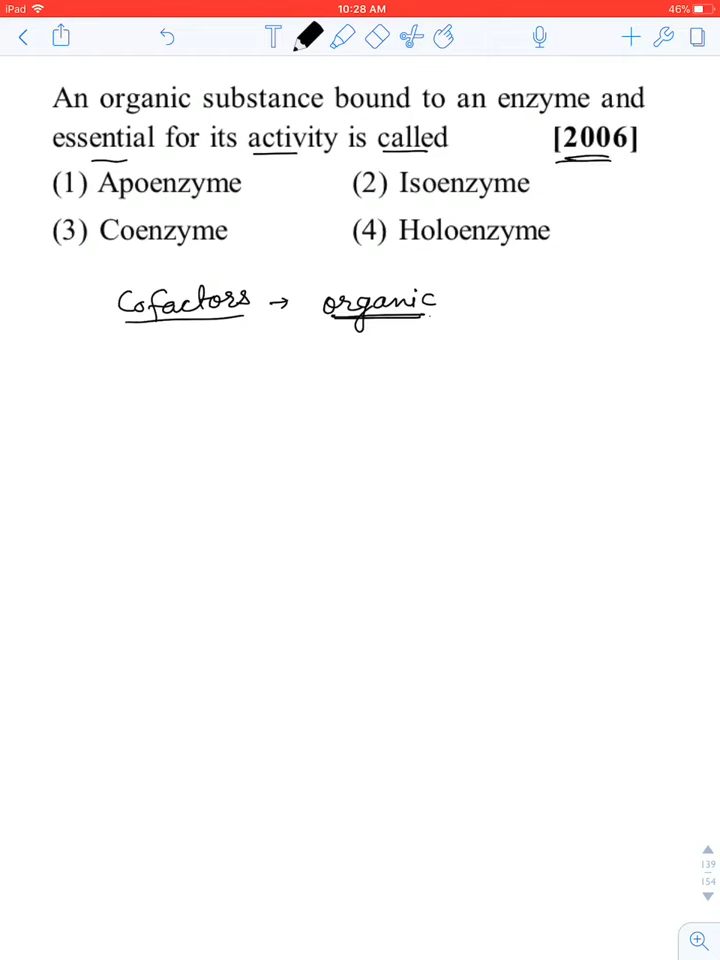 iPad 10:28 AM 46%
T
An organic substance bound to an enzyme and
essential for its activity is called [2006]
(1) Apoenzyme (2) Isoenzyme
(3) Coenzyme (4) Holoenzyme
Cofactors → organic
139
154